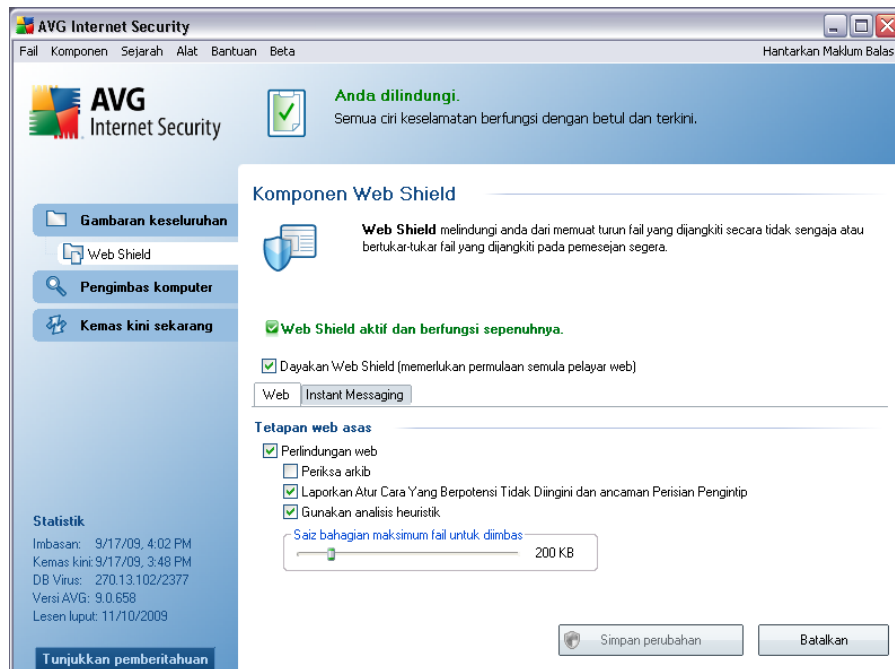 AVG Internet Security
Fail Komponen Sejarah Alat Bantuan Beta Hantarkan Maklum Balas
AVG
Internet Security
Anda dilindungi.
Semua ciri keselamatan berfungsi dengan betul dan terkini.
Gambaran keseluruhan
Web Shield
Pengimbas komputer
Kemas kini sekarang
Komponen Web Shield
Web Shield melindungi anda dari memuat turun fail yang dijangkiti secara tidak sengaja atau
bertukar-tukar fail yang dijangkiti pada pemesejan segera.
Web Shield aktif dan berfungsi sepenuhnya.
Dayakan Web Shield (memerlukan permulaan semula pelayar web)
Web Instant Messaging
Tetapan web asas
Perlindungan web
Periksa arkib
Laporkan Atur Cara Yang Berpotensi Tidak Diingini dan ancaman Perisian Pengintip
Gunakan analisis heuristik
Saiz bahagian maksimum fail untuk diimbas
200 KB
Statistik
Imbasan: 9/17/09, 4:02 PM
Kemas kini: 9/17/09, 3:48 PM
DB Virus: 270.13.102/2377
Versi AVG: 9.0.658
Lesen luput: 11/10/2009
Tunjukkan pemberitahuan
Simpan perubahan
Batalkan